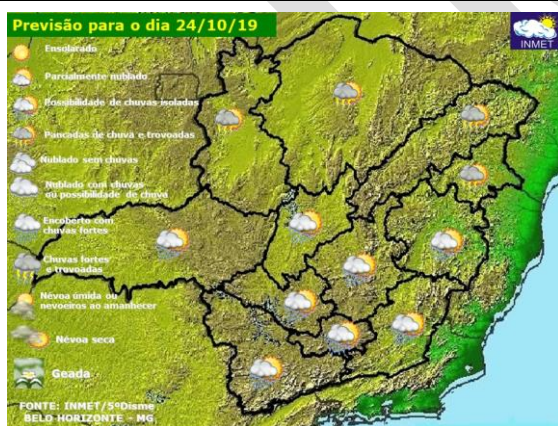 Previsão para o dia 24/10/19
INMET
Ensolarado
Parcialmente nublado
Possibilidade de chuvas isoladas
Pancadas de chuva e trovoadas
Nublado sem chuvas
Nublado com chuvas
ou possibilidade de chuva
Encoberto com
chuvas fortes
Chuvas fortes
e trovoadas
Névoa úmida ou
nevoeiros ao amanhecer
Névoa seca
Geada
FONTE: INMET/5ºDisme
BELO HORIZONTE - MG